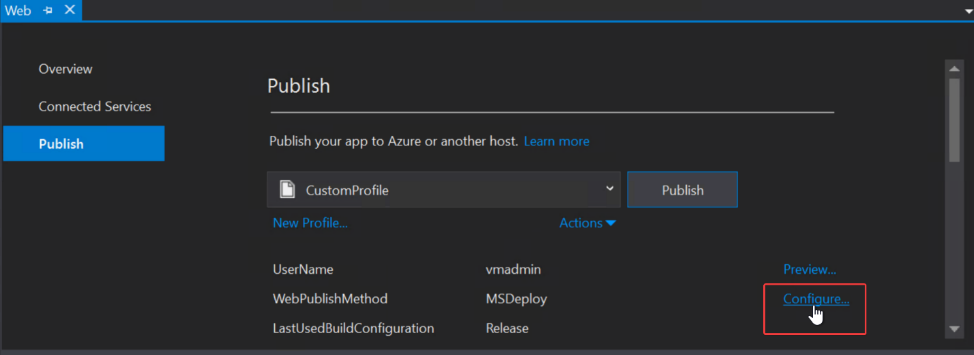 Web
Overview
Connected Services
Publish
Publish
Publish your app to Azure or another host. Learn more
CustomProfile
Publish
New Profile...
Actions
UserName vmadmin Preview...
WebPublishMethod MSDeploy Configure...
LastUsedBuildConfiguration Release